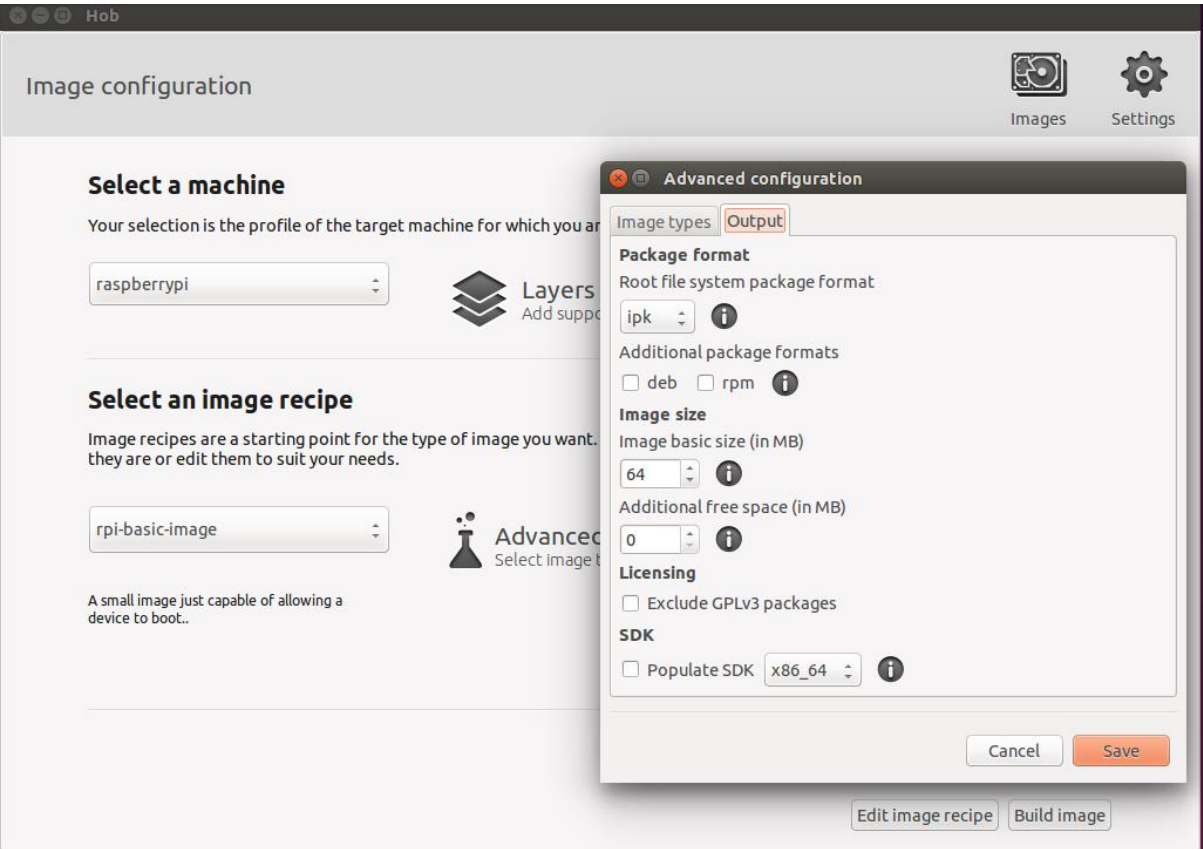 Hob
Image configuration
Images
Settings
Select a machine
Your selection is the profile of the target machine for which you
raspberrypi
Layers
Add
Select an image recipe
Image recipes are a starting point for the type of image you want.
they are or edit them to suit your needs.
rpi-basic-image
Advanced
Select image
A small image just capable of allowing a
device to boot..
Advanced configuration
Image types
Output
Package format
Root file system package format
ipk
Additional package formats
deb
rpm
Image size
Image basic size (in MB)
64
Additional free space (in MB)
0
Licensing
Exclude GPLv3 packages
SDK
Populate SDK
x86_64
Cancel
Save
Edit image recipe
Build image